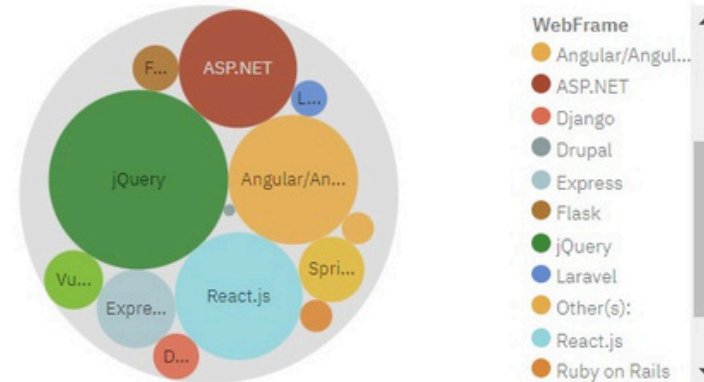 F...
ASP.NET
L...
jQuery
Angular/An...
Vu...
Expre...
React.js
Spri...
D...
WebFrame
Angular/Angul...
ASP.NET
Django
Drupal
Express
Flask
jQuery
Laravel
Other(s):
React.js
Ruby on Rails